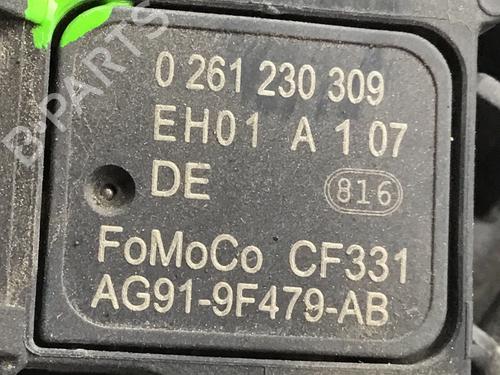 B-PARTS
0 261 230 309
EH01 A 1 07
DE 816
FoMoCo CF331
AG91-9F479-AB